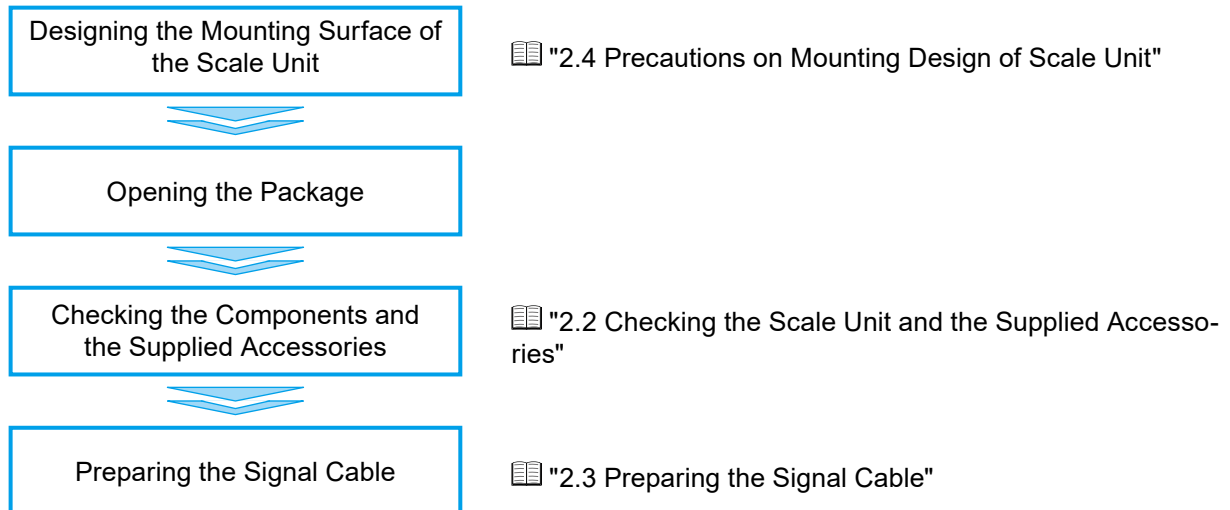 Designing the Mounting Surface of
the Scale Unit
"2.4 Precautions on Mounting Design of Scale Unit"
Opening the Package
Checking the Components and
the Supplied Accessories
"2.2 Checking the Scale Unit and the Supplied Accesso-
ries"
Preparing the Signal Cable
"2.3 Preparing the Signal Cable"